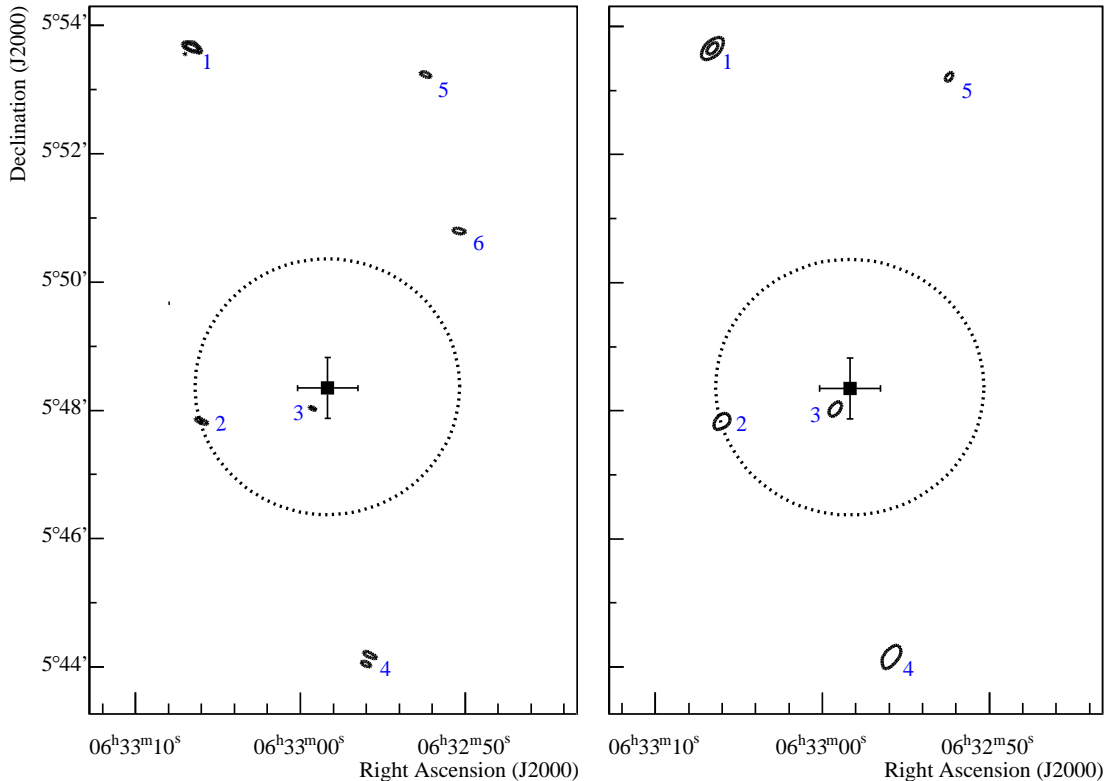 Declination (J2000)
5°54'
5°52'
5°50'
5°48'
5°46'
5°44'
1
5
6
3
2
4
06ʰ33ᵐ10ˢ
06ʰ33ᵐ00ˢ
06ʰ32ᵐ50ˢ
Right Ascension (J2000)
1
5
3
2
4
06ʰ33ᵐ10ˢ
06ʰ33ᵐ00ˢ
06ʰ32ᵐ50ˢ
Right Ascension (J2000)